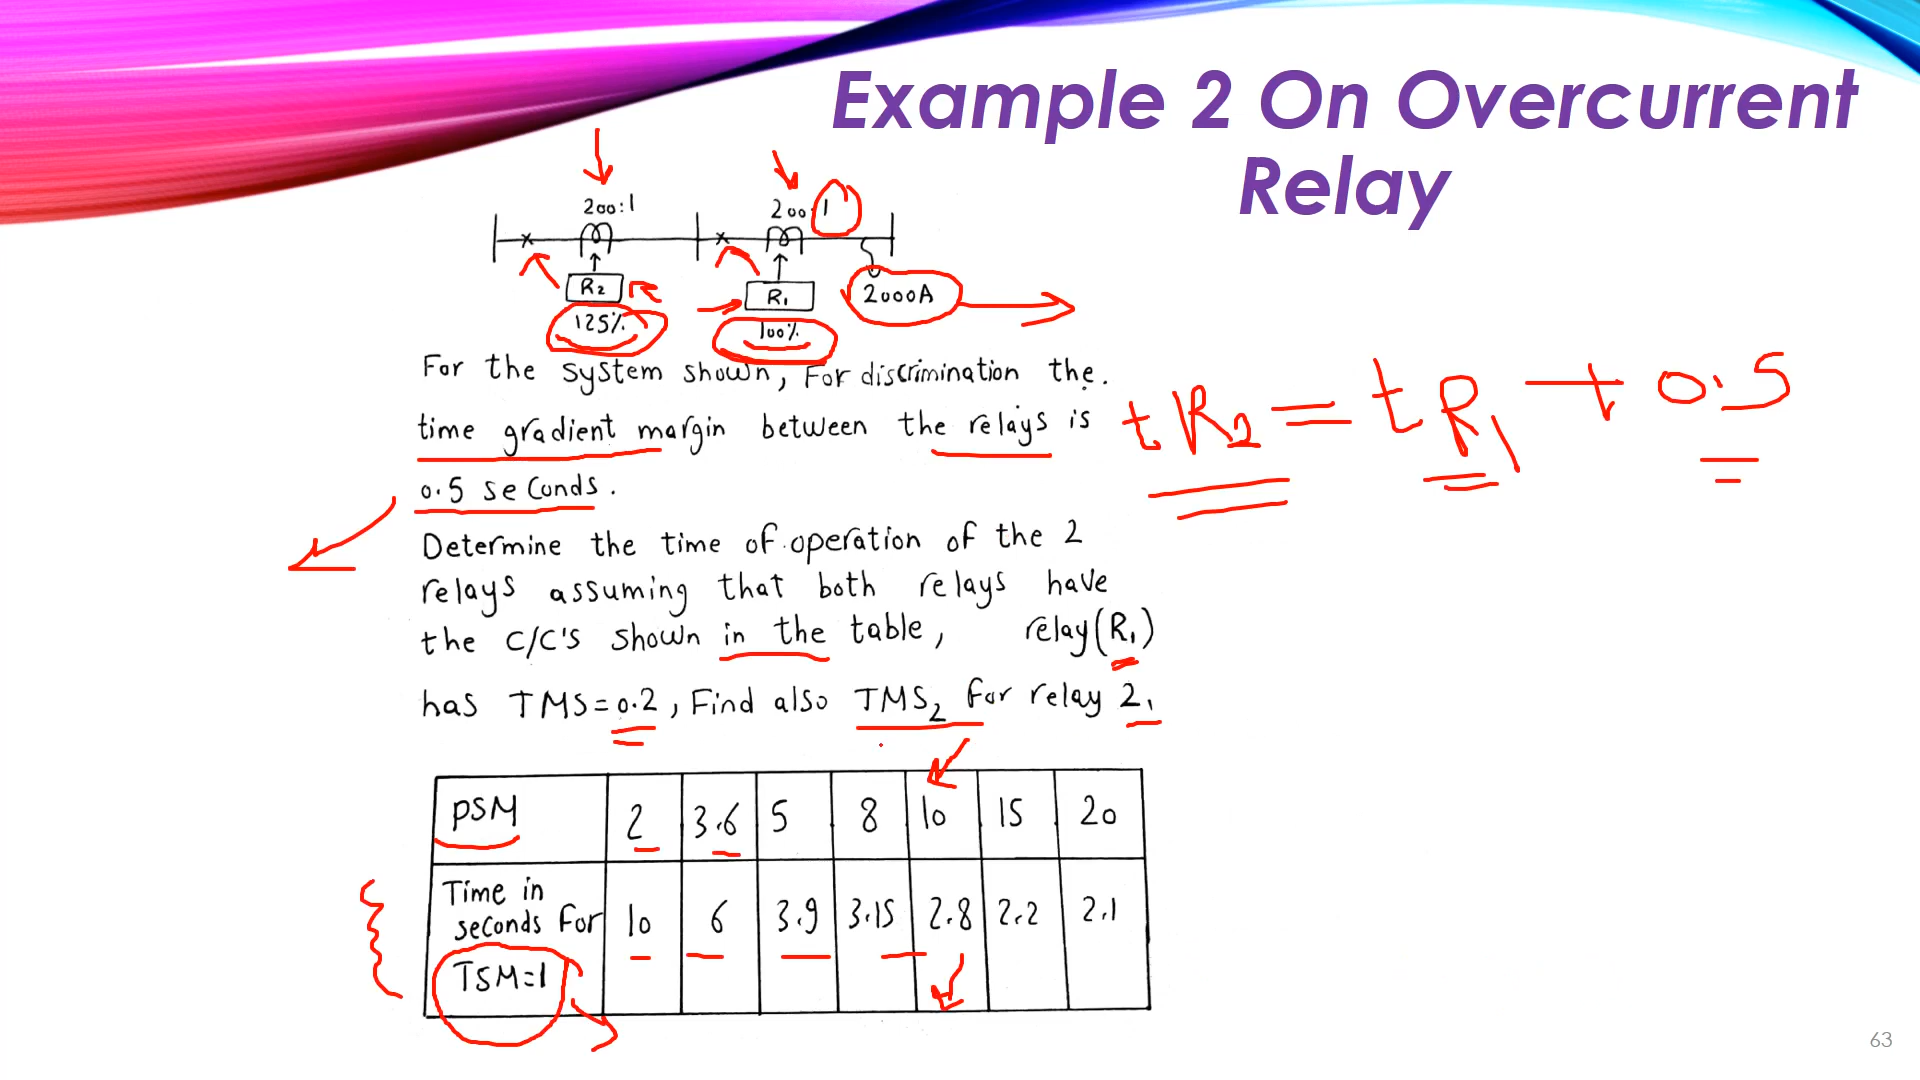 Example 2 On Overcurrent
Relay
200:1
200:1
R2
R1
2000A
125%
100%
For the system shown, For discrimination the.
time gradient margin between the relays is
0.5 seconds.
tR2 = tR1 + 0.5
Determine the time of operation of the 2
relays assuming that both relays have
the C/C'S shown in the table, relay(R1)
has TMS=0.2, Find also TMS2 for relay 2,
PSM 2 3.6 5 8 10 15 20
Time in
seconds for 10 6 3.9 3.15 2.8 2.2 2.1
TSM=1
63